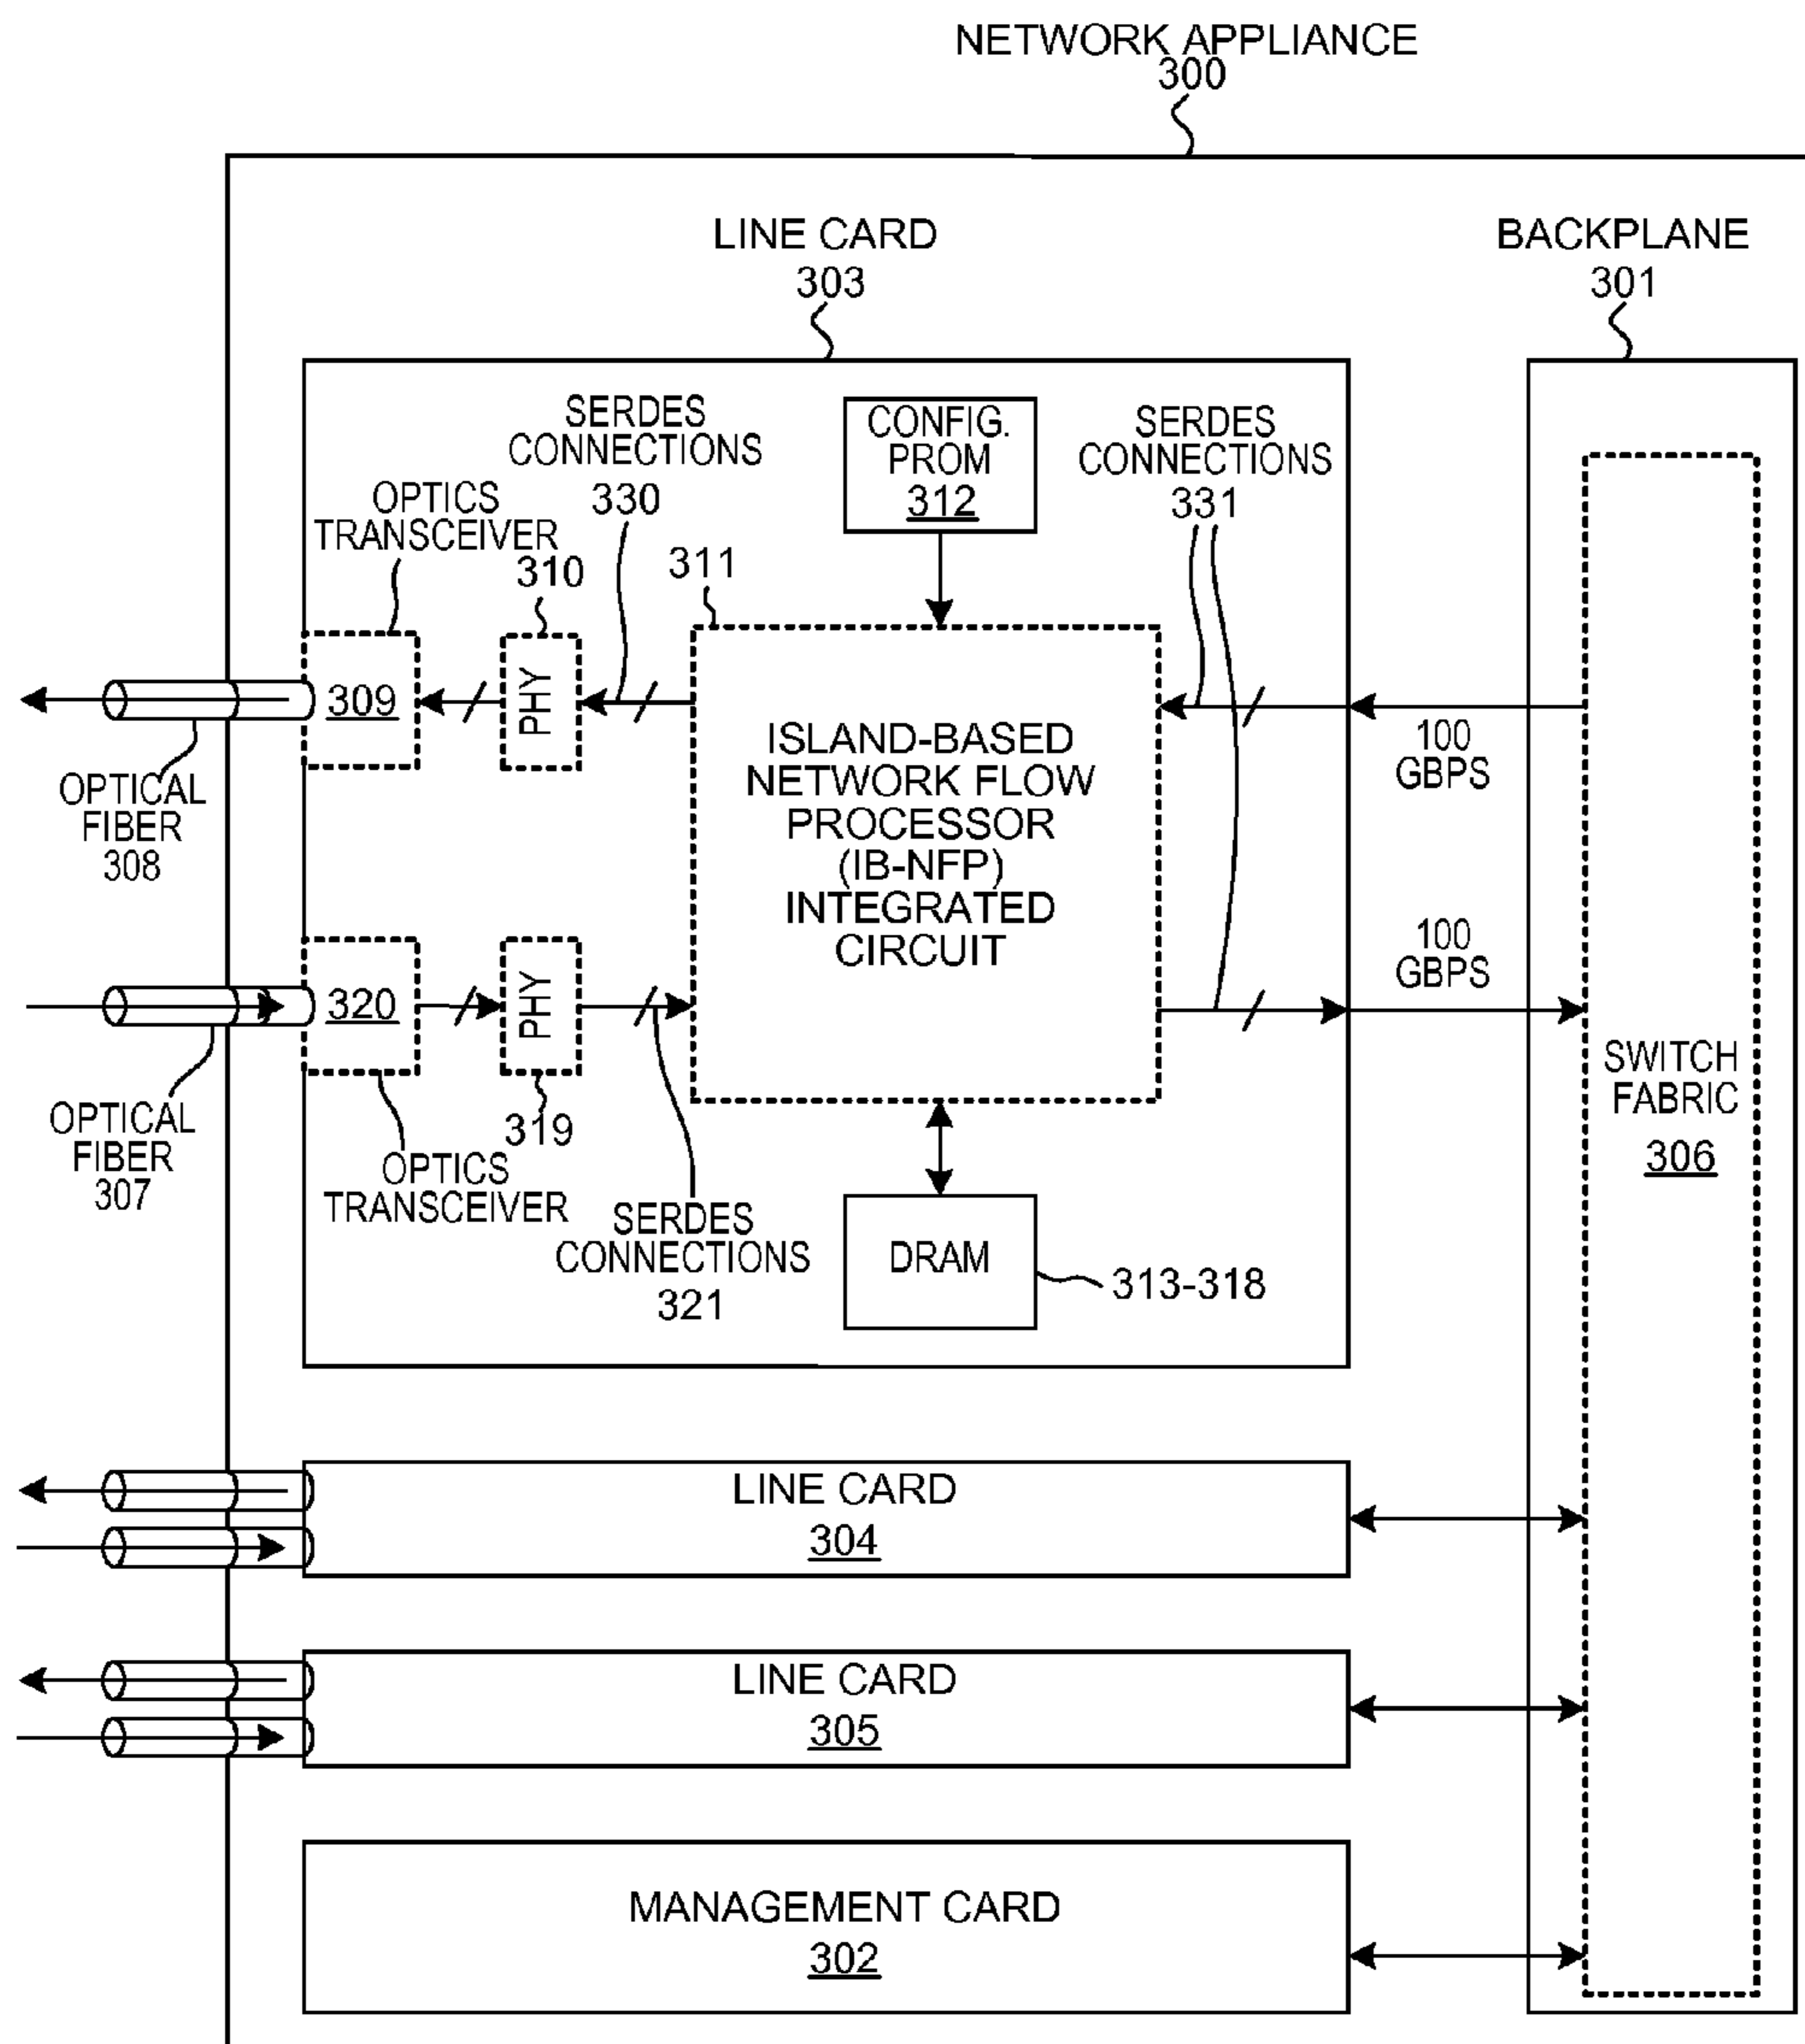 NETWORK APPLIANCE
300
LINE CARD
303
BACKPLANE
301
SERDES
CONNECTIONS
330
CONFIG.
PROM
312
SERDES
CONNECTIONS
331
OPTICS
TRANSCEIVER
310
311
309
PHY
ISLAND-BASED
NETWORK FLOW
PROCESSOR
(IB-NFP)
INTEGRATED
CIRCUIT
100
GBPS
OPTICAL
FIBER
308
320
PHY
100
GBPS
SWITCH
FABRIC
306
OPTICAL
FIBER
307
319
OPTICS
TRANSCEIVER
SERDES
CONNECTIONS
321
DRAM
313-318
LINE CARD
304
LINE CARD
305
MANAGEMENT CARD
302